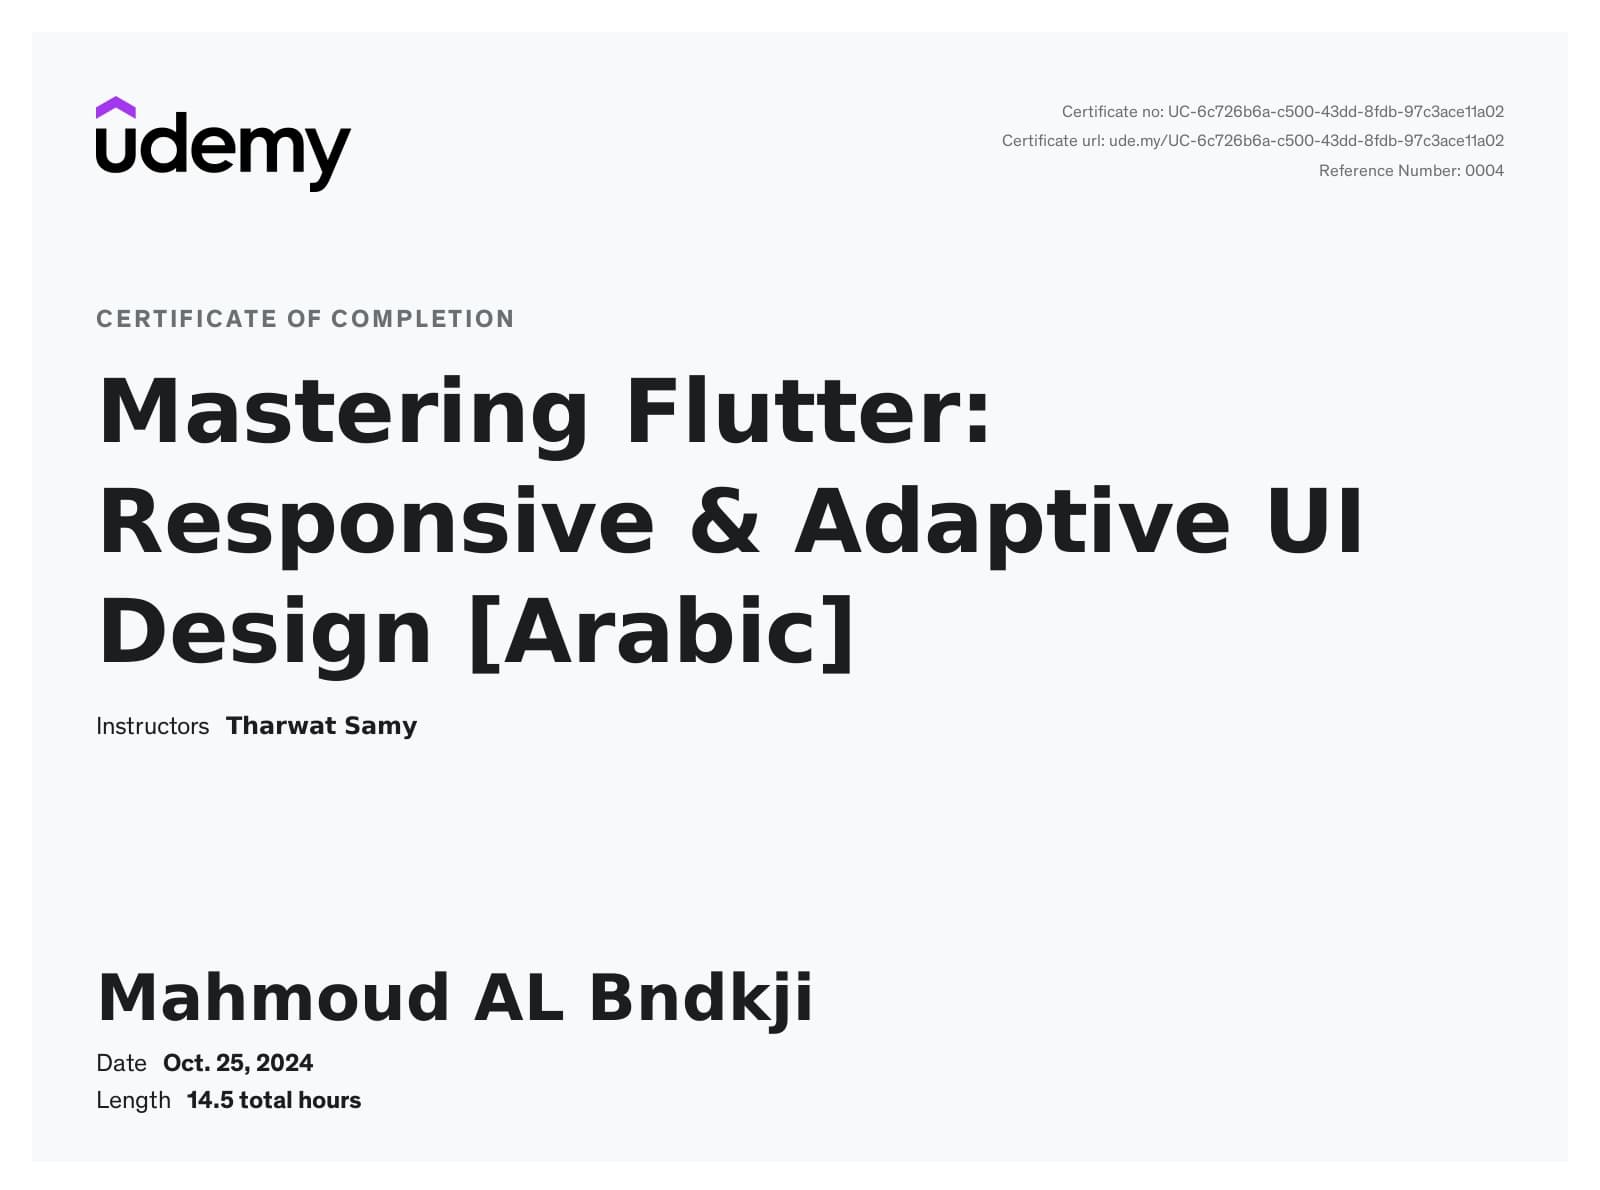 udemy
Certificate no: UC-6c726b6a-c500-43dd-8fdb-97c3ace11a02
Certificate url: ude.my/UC-6c726b6a-c500-43dd-8fdb-97c3ace11a02
Reference Number: 0004
CERTIFICATE OF COMPLETION
Mastering Flutter:
Responsive & Adaptive UI
Design [Arabic]
Instructors Tharwat Samy
Mahmoud AL Bndkji
Date Oct. 25, 2024
Length 14.5 total hours